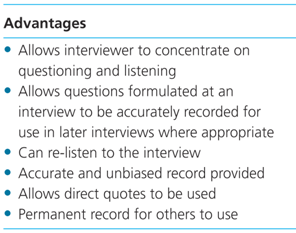 Advantages
• Allows interviewer to concentrate on
questioning and listening
• Allows questions formulated at an
interview to be accurately recorded for
use in later interviews where appropriate
• Can re-listen to the interview
• Accurate and unbiased record provided
• Allows direct quotes to be used
• Permanent record for others to use